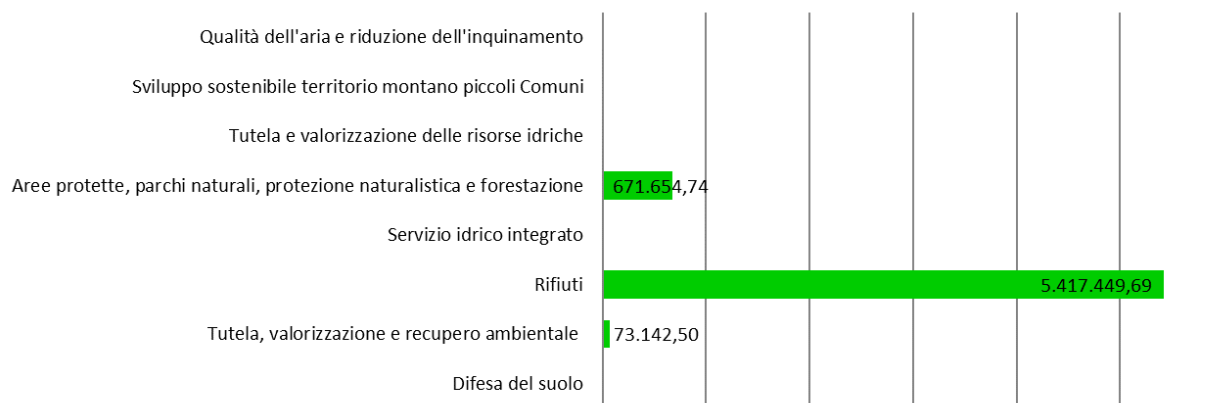 Qualità dell'aria e riduzione dell'inquinamento
Sviluppo sostenibile territorio montano piccoli Comuni
Tutela e valorizzazione delle risorse idriche
Aree protette, parchi naturali, protezione naturalistica e forestazione 671.654,74
Servizio idrico integrato
Rifiuti 5.417.449,69
Tutela, valorizzazione e recupero ambientale 73.142,50
Difesa del suolo